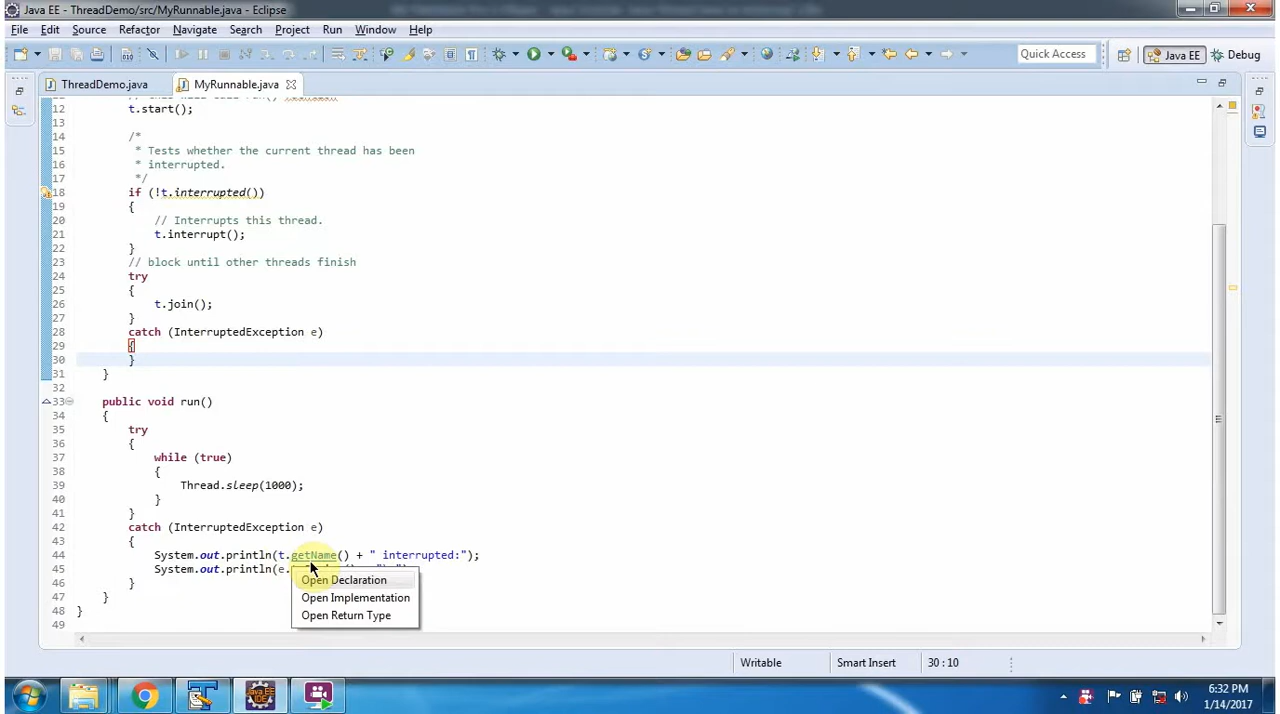 Java EE - ThreadDemo/src/MyRunnable.java - Eclipse
File Edit Source Refactor Navigate Search Project Run Window Help
Quick Access
Java EE
Debug
ThreadDemo.java
MyRunnable.java
12 t.start();
13
14 /*
15 * Tests whether the current thread has been
16 * interrupted.
17 */
18 if (!t.interrupted())
19 {
20 // Interrupts this thread.
21 t.interrupt();
22 }
23 // block until other threads finish
24 try
25 {
26 t.join();
27 }
28 catch (InterruptedException e)
29 {
30 }
31 }
32
33 public void run()
34 {
35 try
36 {
37 while (true)
38 {
39 Thread.sleep(1000);
40 }
41 }
42 catch (InterruptedException e)
43 {
44 System.out.println(t.getName() + " interrupted:");
45 System.out.println(e.
46 }
47 }
48 }
49
Open Declaration
Open Implementation
Open Return Type
Writable
Smart Insert
30 : 10
Java EE
IDE
6:32 PM
1/14/2017